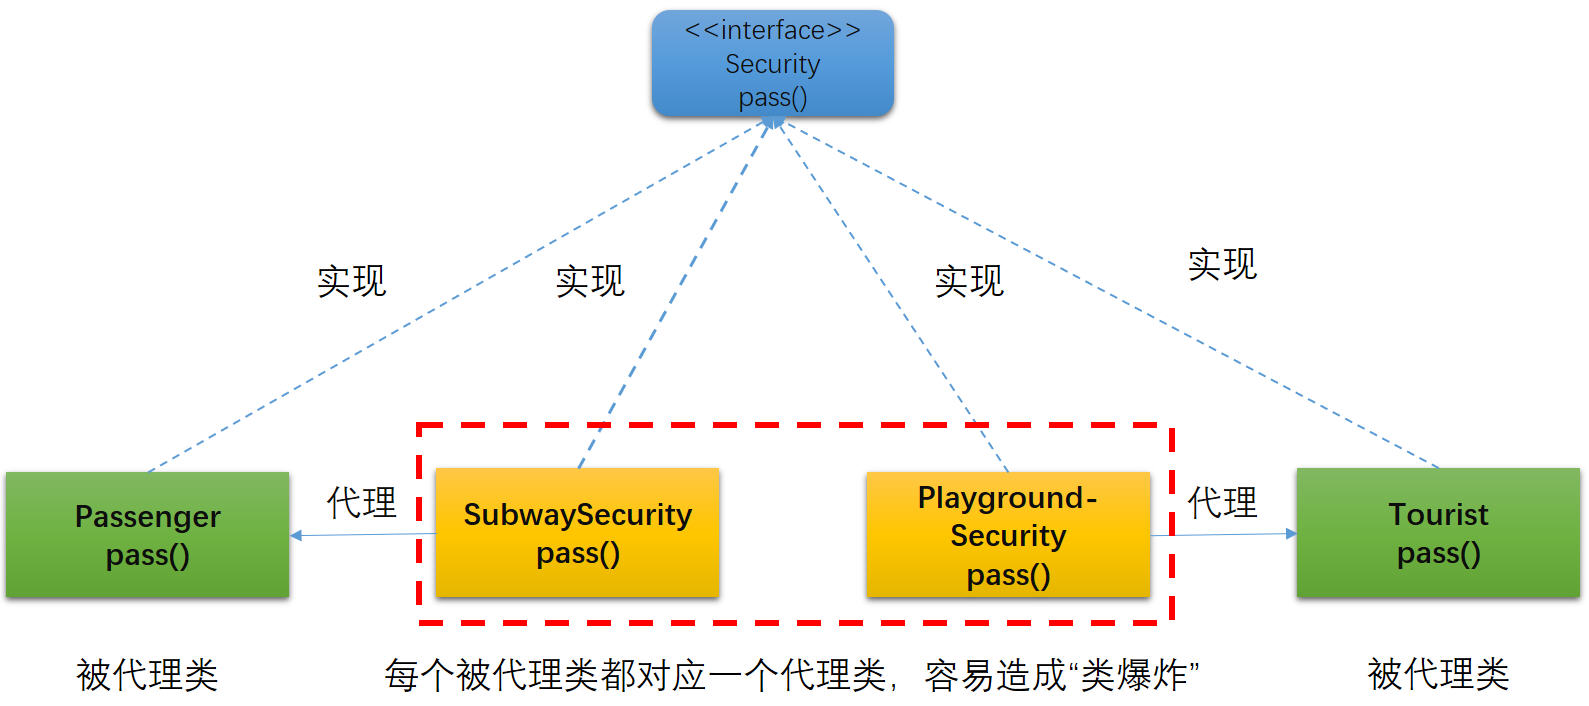 <<interface>>
Security
pass()
实现
实现
实现
实现
Passenger
pass()
代理
SubwaySecurity
pass()
Playground-
Security
pass()
代理
Tourist
pass()
被代理类
每个被代理类都对应一个代理类，容易造成“类爆炸”
被代理类